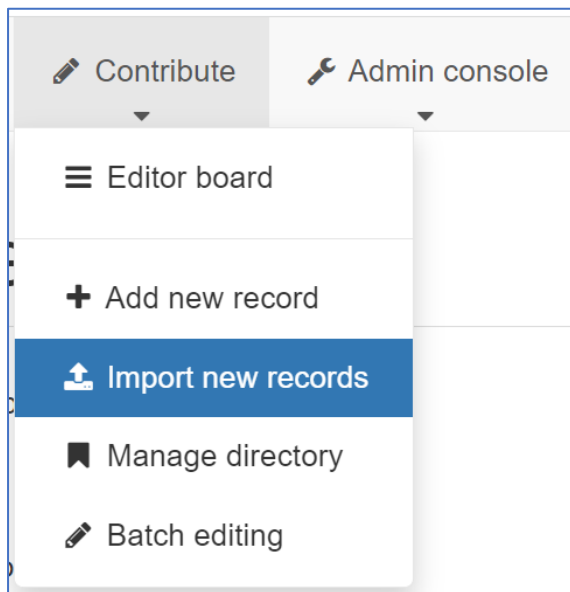 Contribute
Admin console
Editor board
Add new record
Import new records
Manage directory
Batch editing